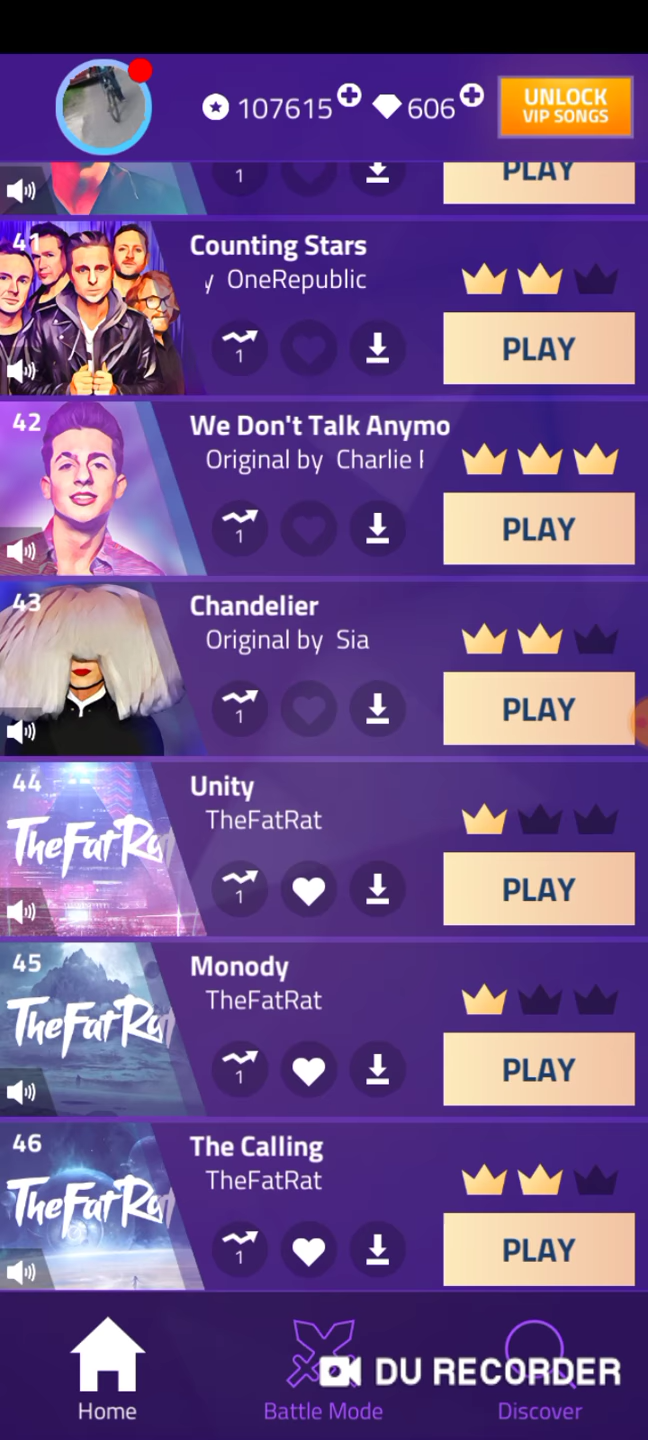 107615
606
UNLOCK
VIP SONGS
1
PLAY
41
Counting Stars
y OneRepublic
1
PLAY
42
We Don't Talk Anymo
Original by Charlie
1
PLAY
43
Chandelier
Original by Sia
1
PLAY
44
Unity
TheFatRat
TheFatRat
1
PLAY
45
Monody
TheFatRat
TheFatRat
1
PLAY
46
The Calling
TheFatRat
TheFatRat
1
PLAY
DU RECORDER
Home
Battle Mode
Discover